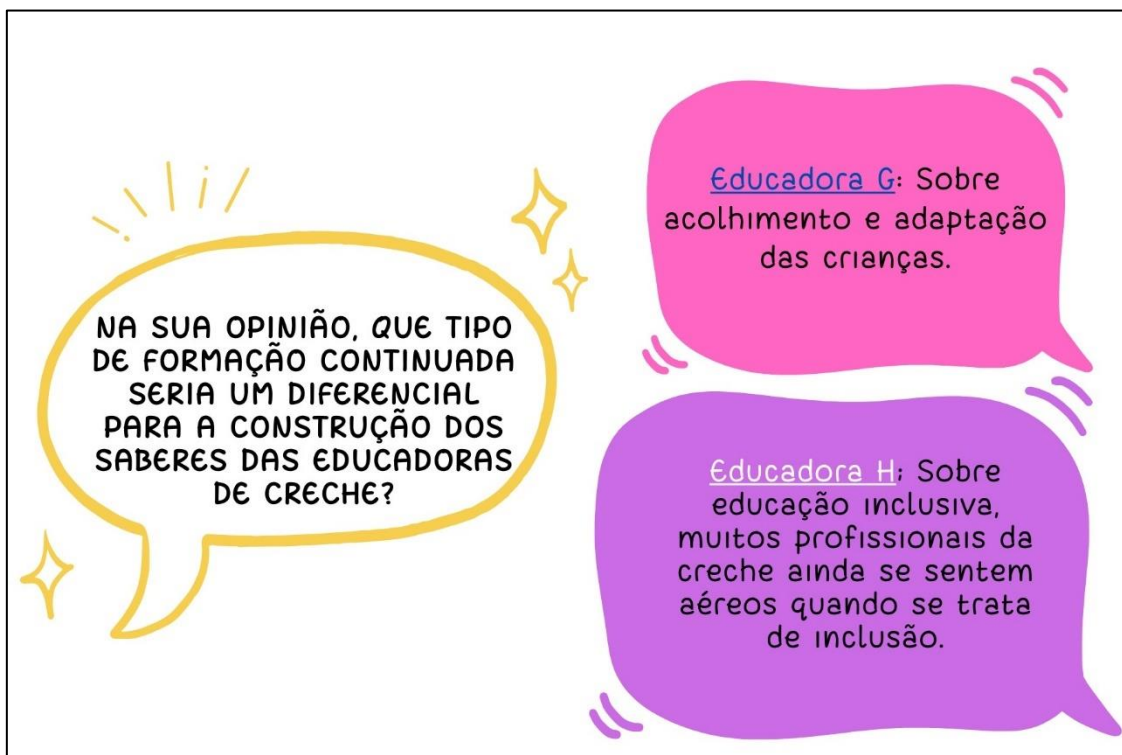 NA SUA OPINIÃO, QUE TIPO
DE FORMAÇÃO CONTINUADA
SERIA UM DIFERENCIAL
PARA A CONSTRUÇÃO DOS
SABERES DAS EDUCADORAS
DE CRECHE?
Educadora G: Sobre
acolhimento e adaptação
das crianças.
Educadora H: Sobre
educação inclusiva,
muitos profissionais da
creche ainda se sentem
aéreos quando se trata
de inclusão.